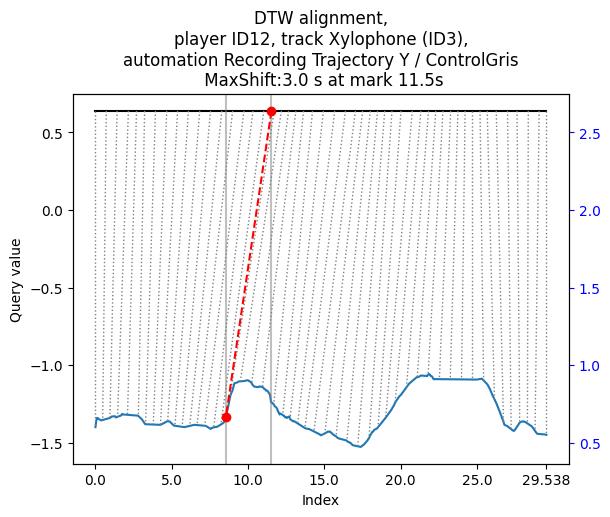 DTW alignment,
player ID12, track Xylophone (ID3),
automation Recording Trajectory Y / ControlGris
MaxShift:3.0 s at mark 11.5s
0.5
0.0
−0.5
−1.0
−1.5
Query value
2.5
2.0
1.5
1.0
0.5
0.0 5.0 10.0 15.0 20.0 25.0 29.538
Index